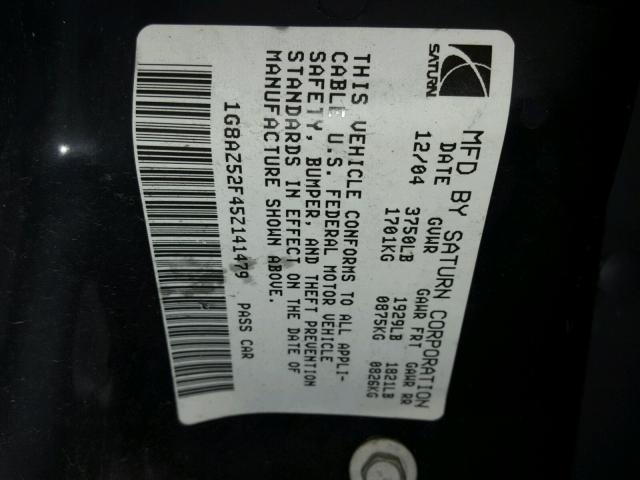 SATURN
MFD BY SATURN CORPORATION
DATE GVWR GAWR FRT GAWR RR
12/04 3750LB 1929LB 1821LB
1701KG 0875KG 0826KG
THIS VEHICLE CONFORMS TO ALL APPLI-
CABLE U.S. FEDERAL MOTOR VEHICLE
SAFETY, BUMPER, AND THEFT PREVENTION
STANDARDS IN EFFECT ON THE DATE OF
MANUFACTURE SHOWN ABOVE.
1G8AZ52F45Z141479 PASS CAR